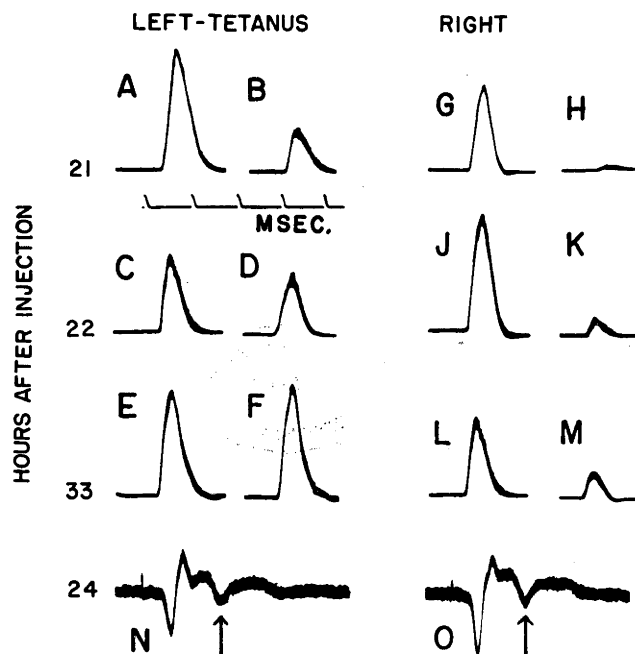 LEFT-TETANUS RIGHT
A B G H
21
MSEC.
C D J K
22
E F L M
33
24
N O
HOURS AFTER INJECTION